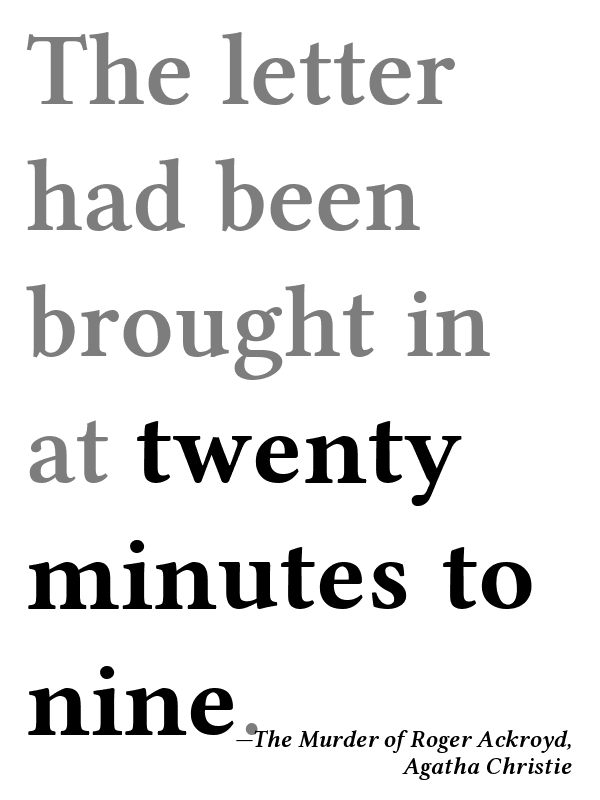 The letter
had been
brought in
at twenty
minutes to
nine.
—The Murder of Roger Ackroyd,
Agatha Christie